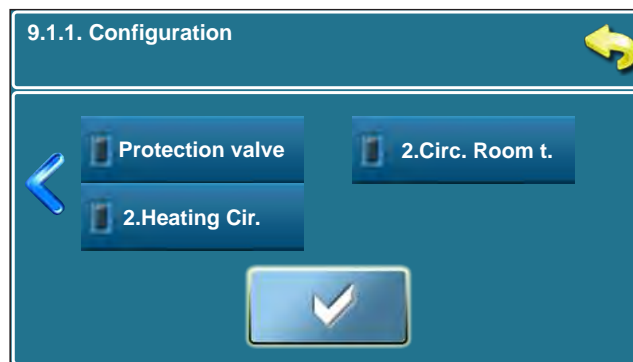 9.1.1. Configuration
Protection valve
2.Circ. Room t.
2.Heating Cir.